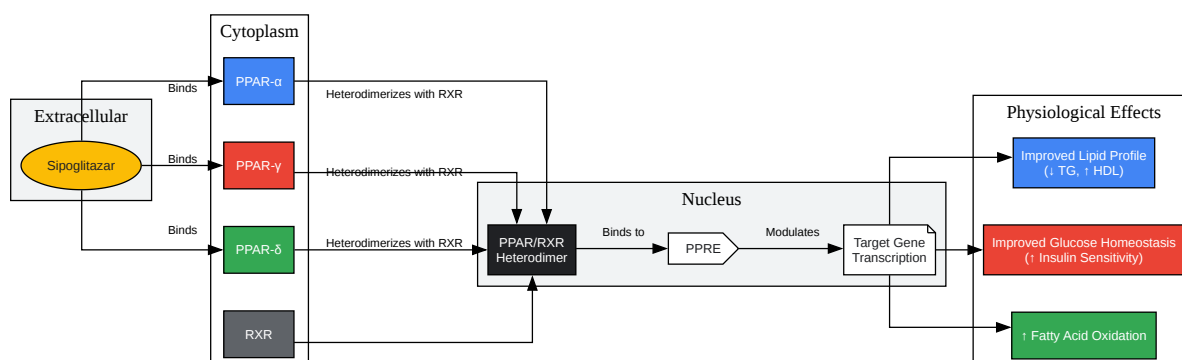 Extracellular
Sipoglitazar
Binds
Binds
Binds
Cytoplasm
PPAR-α
PPAR-γ
PPAR-δ
RXR
Heterodimerizes with RXR
Heterodimerizes with RXR
Heterodimerizes with RXR
Nucleus
PPAR/RXR
Heterodimer
Binds to
PPRE
Modulates
Target Gene
Transcription
Physiological Effects
Improved Lipid Profile
(↓ TG, ↑ HDL)
Improved Glucose Homeostasis
(↑ Insulin Sensitivity)
↑ Fatty Acid Oxidation